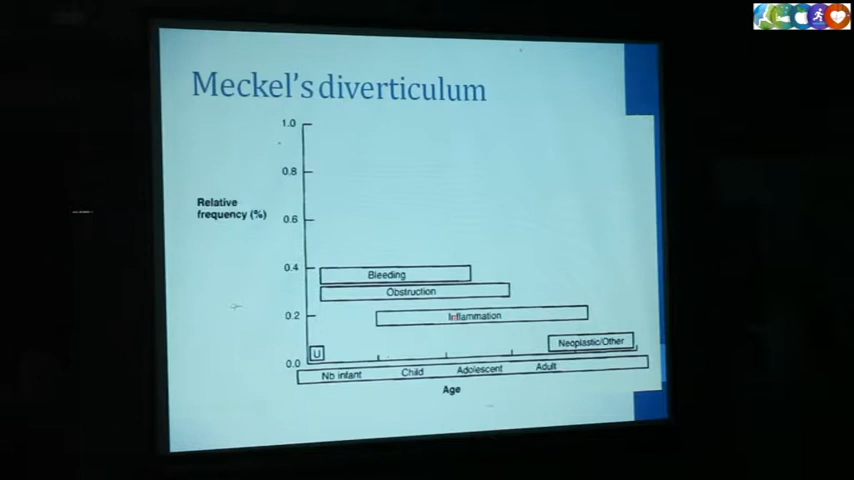 Meckel's diverticulum
1.0
0.8
Relative
frequency (%)
0.6
0.4
Bleeding
Obstruction
0.2
Inflammation
Neoplastic/Other
U
0.0
Nb infant Child Adolescent Adult
Age